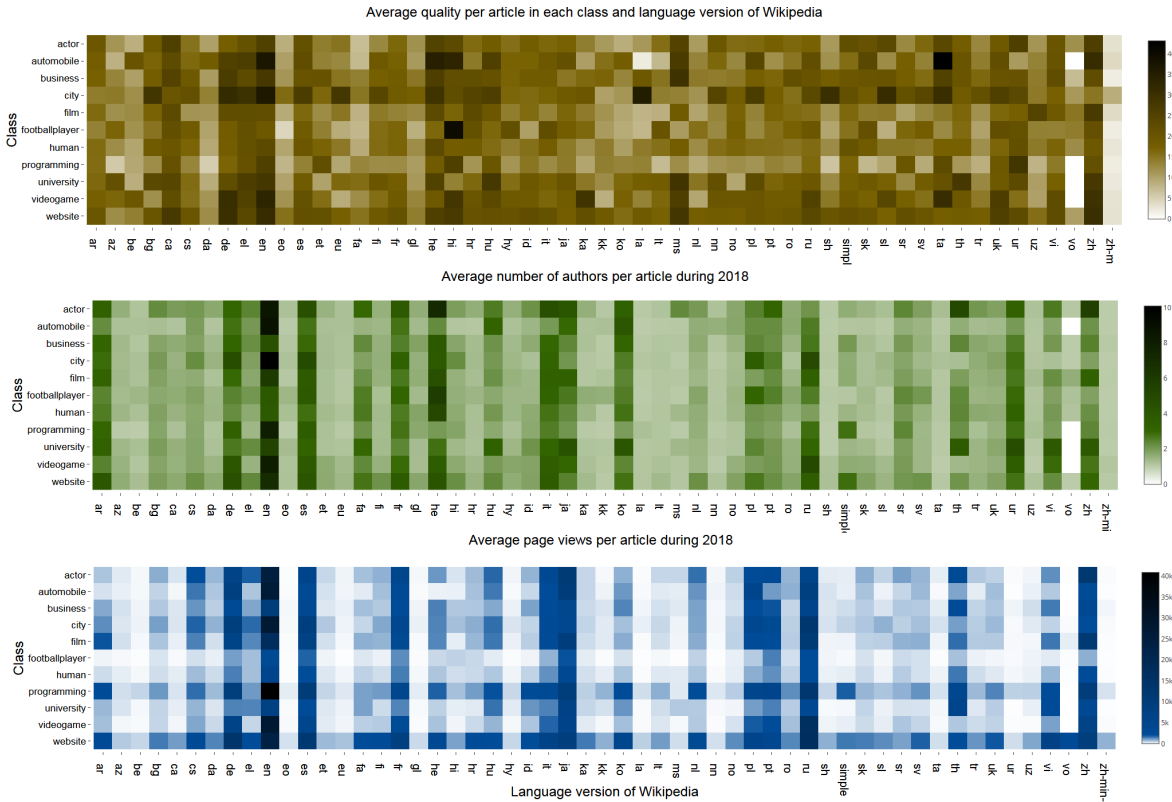 Average quality per article in each class and language version of Wikipedia
Class
actor
automobile
business
city
film
footballplayer
human
programming
university
videogame
website
ar az be bg ca cs da de el en eo es et eu fa fi fr gl he hi hr hu hy id it ja ka kk ko la lt ms nl nn no pl pt ro ru sh simpl sk sl sr sv ta th tr uk ur uz vi vo zh zh-m
5
0
Average number of authors per article during 2018
Class
actor
automobile
business
city
film
footballplayer
human
programming
university
videogame
website
ar az be bg ca cs da de el en eo es et eu fa fi fr gl he hi hr hu hy id it ja ka kk ko la lt ms nl nn no pl pt ro ru sh simple sk sl sr sv ta th tr uk ur uz vi vo zh zh-mi
10
8
6
4
2
0
Average page views per article during 2018
Class
actor
automobile
business
city
film
footballplayer
human
programming
university
videogame
website
ar az be bg ca cs da de el en eo es et eu fa fi fr gl he hi hr hu hy id it ja ka kk ko la lt ms nl nn no pl pt ro ru sh simple sk sl sr sv ta th tr uk ur uz vi vo zh zh-min-
40k
35k
30k
25k
20k
15k
10k
5k
0
Language version of Wikipedia